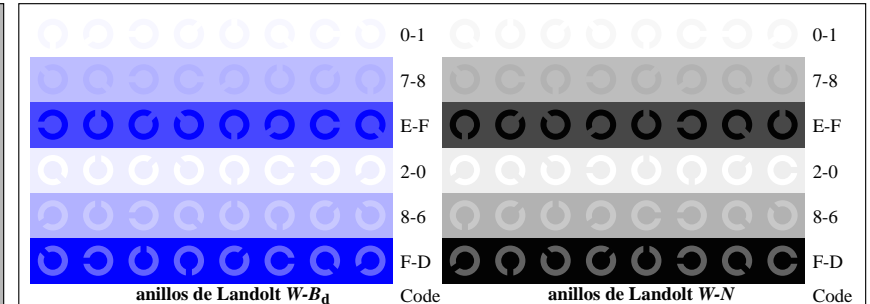 0-1 0-1
7-8 7-8
E-F E-F
2-0 2-0
8-6 8-6
F-D F-D
anillos de Landolt W-Bd Code anillos de Landolt W-N Code